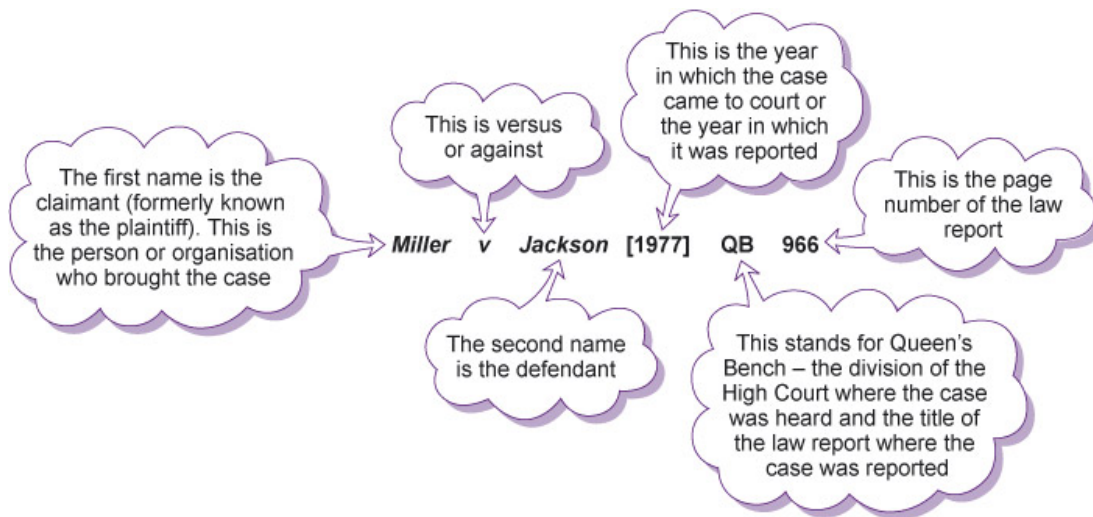 This is the year
in which the case
came to court or
the year in which
it was reported
This is versus
or against
The first name is the
claimant (formerly known
as the plaintiff). This is
the person or organisation
who brought the case
This is the page
number of the law
report
Miller v Jackson [1977] QB 966
The second name
is the defendant
This stands for Queen's
Bench – the division of the
High Court where the case
was heard and the title of
the law report where the
case was reported